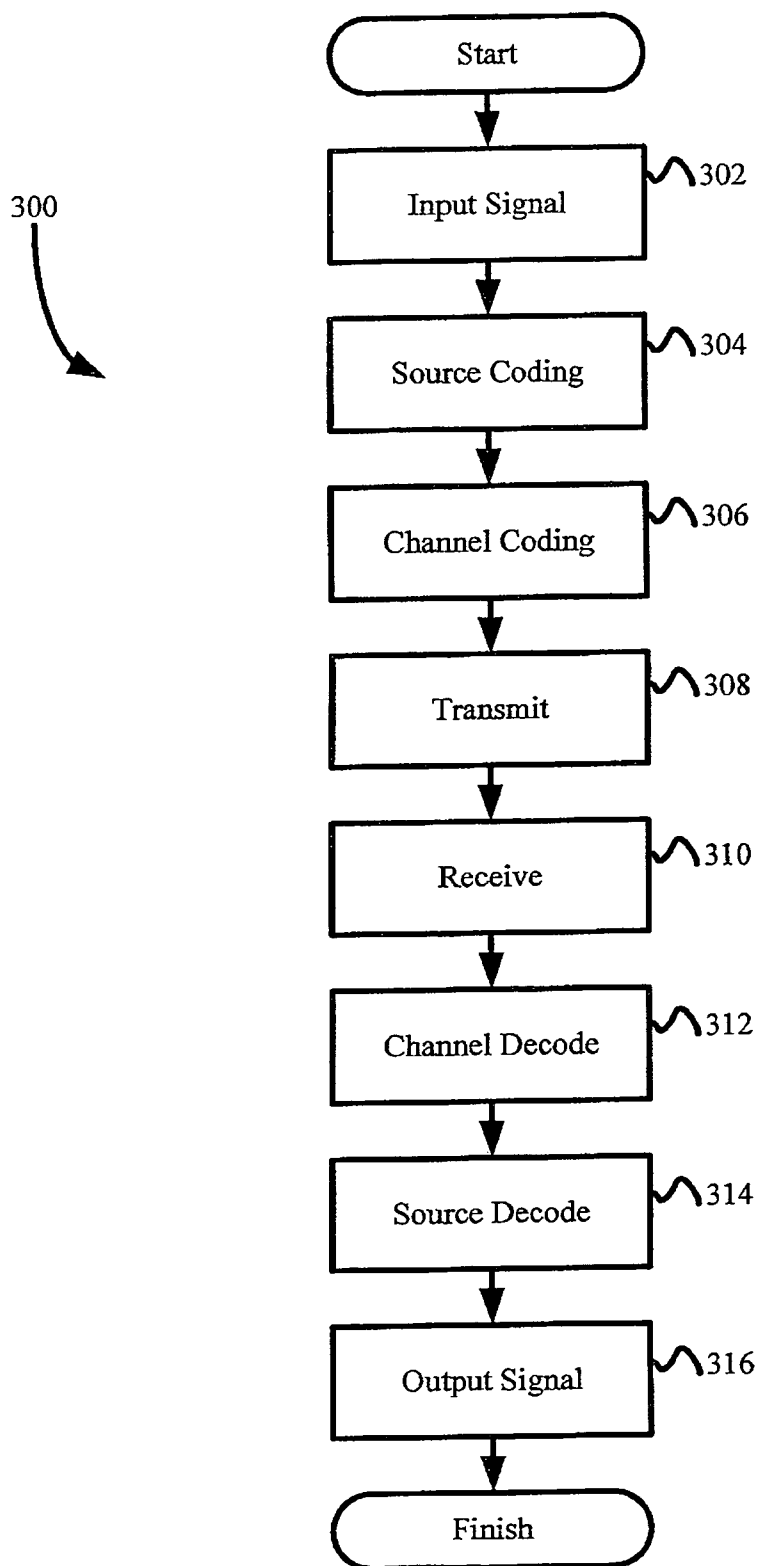 Start
302
Input Signal
300
304
Source Coding
306
Channel Coding
308
Transmit
310
Receive
312
Channel Decode
314
Source Decode
316
Output Signal
Finish